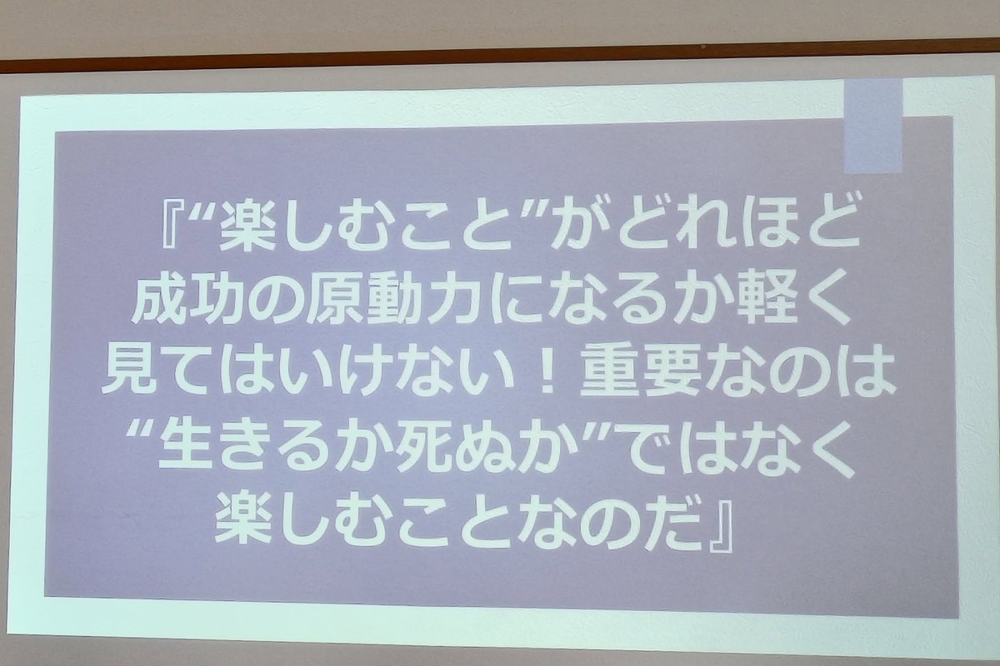 『“楽しむこと”がどれほど
成功の原動力になるか軽く
見てはいけない！重要なのは
“生きるか死ぬか”ではなく
楽しむことなのだ』